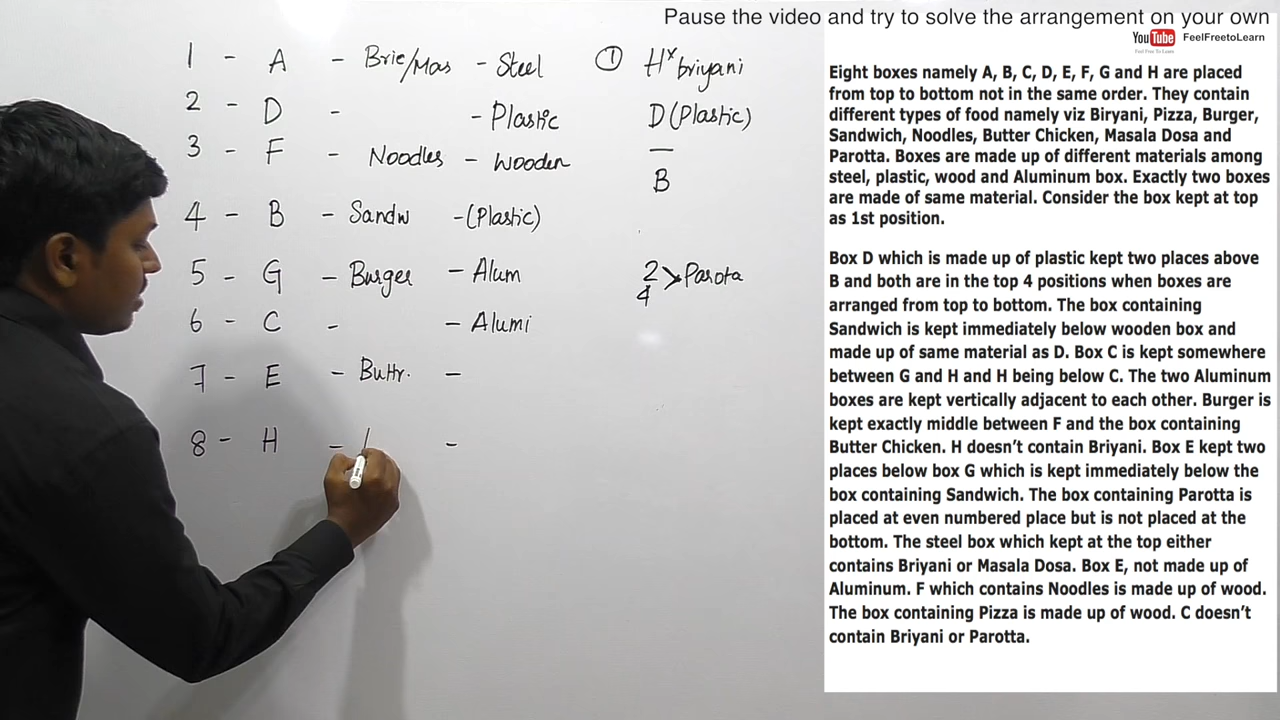 Pause the video and try to solve the arrangement on your own
You Tube FeelFreetoLearn
Feel Free To Learn
1 - A - Brie/Mas - Steel
2 - D - - Plastic
3 - F - Noodles - Wooden
4 - B - Sandw - (Plastic)
5 - G - Burger - Alum
6 - C - - Alumi
7 - E - Buttr. -
8 - H - -
① Hˣ briyani
D (Plastic)
—
B
2
4 > Parota
Eight boxes namely A, B, C, D, E, F, G and H are placed
from top to bottom not in the same order. They contain
different types of food namely viz Biryani, Pizza, Burger,
Sandwich, Noodles, Butter Chicken, Masala Dosa and
Parotta. Boxes are made up of different materials among
steel, plastic, wood and Aluminum box. Exactly two boxes
are made of same material. Consider the box kept at top
as 1st position.
Box D which is made up of plastic kept two places above
B and both are in the top 4 positions when boxes are
arranged from top to bottom. The box containing
Sandwich is kept immediately below wooden box and
made up of same material as D. Box C is kept somewhere
between G and H and H being below C. The two Aluminum
boxes are kept vertically adjacent to each other. Burger is
kept exactly middle between F and the box containing
Butter Chicken. H doesn't contain Briyani. Box E kept two
places below box G which is kept immediately below the
box containing Sandwich. The box containing Parotta is
placed at even numbered place but is not placed at the
bottom. The steel box which kept at the top either
contains Briyani or Masala Dosa. Box E, not made up of
Aluminum. F which contains Noodles is made up of wood.
The box containing Pizza is made up of wood. C doesn't
contain Briyani or Parotta.